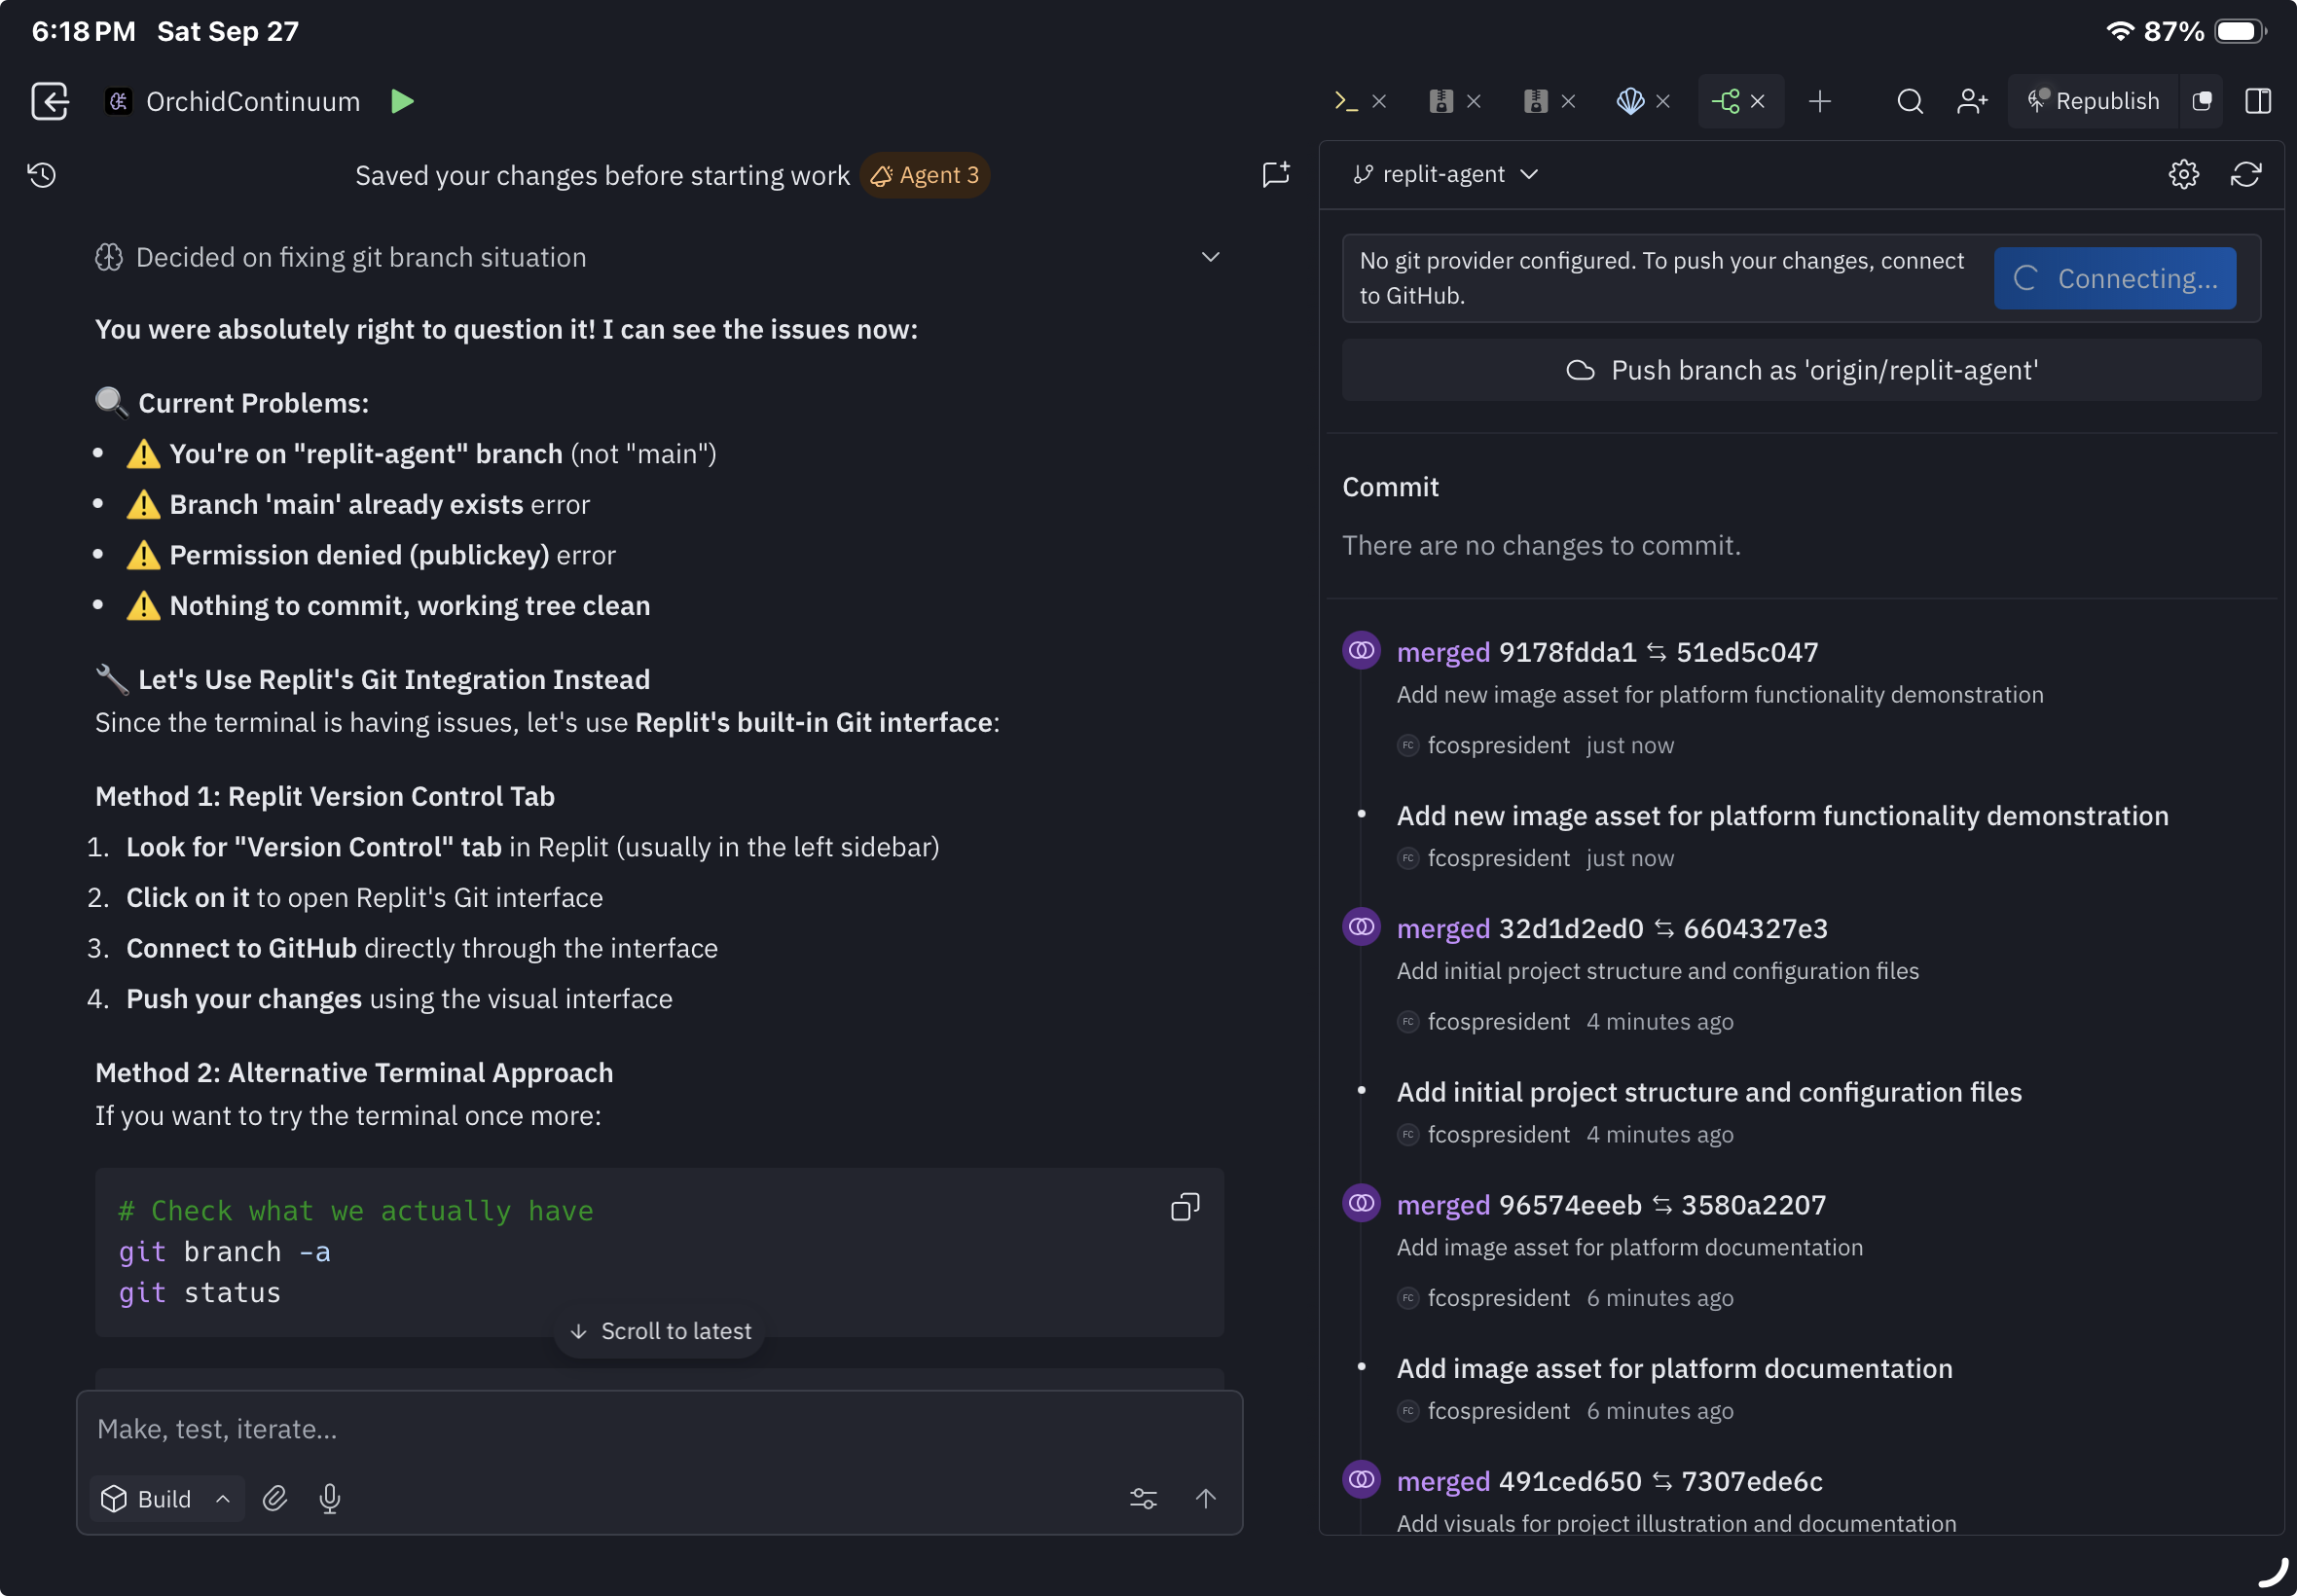 6:18 PM Sat Sep 27
87%
OrchidContinuum
Republish
Saved your changes before starting work Agent 3
Decided on fixing git branch situation
You were absolutely right to question it! I can see the issues now:
Current Problems:
• ⚠️ You're on "replit-agent" branch (not "main")
• ⚠️ Branch 'main' already exists error
• ⚠️ Permission denied (publickey) error
• ⚠️ Nothing to commit, working tree clean
Let's Use Replit's Git Integration Instead
Since the terminal is having issues, let's use Replit's built-in Git interface:
Method 1: Replit Version Control Tab
1. Look for "Version Control" tab in Replit (usually in the left sidebar)
2. Click on it to open Replit's Git interface
3. Connect to GitHub directly through the interface
4. Push your changes using the visual interface
Method 2: Alternative Terminal Approach
If you want to try the terminal once more:
# Check what we actually have
git branch -a
git status
Scroll to latest
Make, test, iterate...
Build
replit-agent
No git provider configured. To push your changes, connect
to GitHub.
Connecting...
Push branch as 'origin/replit-agent'
Commit
There are no changes to commit.
merged 9178fdda1 ⇆ 51ed5c047
Add new image asset for platform functionality demonstration
FC fcospresident just now
Add new image asset for platform functionality demonstration
FC fcospresident just now
merged 32d1d2ed0 ⇆ 6604327e3
Add initial project structure and configuration files
FC fcospresident 4 minutes ago
Add initial project structure and configuration files
FC fcospresident 4 minutes ago
merged 96574eeeb ⇆ 3580a2207
Add image asset for platform documentation
FC fcospresident 6 minutes ago
Add image asset for platform documentation
FC fcospresident 6 minutes ago
merged 491ced650 ⇆ 7307ede6c
Add visuals for project illustration and documentation